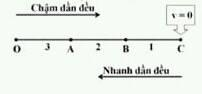 Chậm dần đều
v = 0
O 3 A 2 B 1 C
Nhanh dần đều